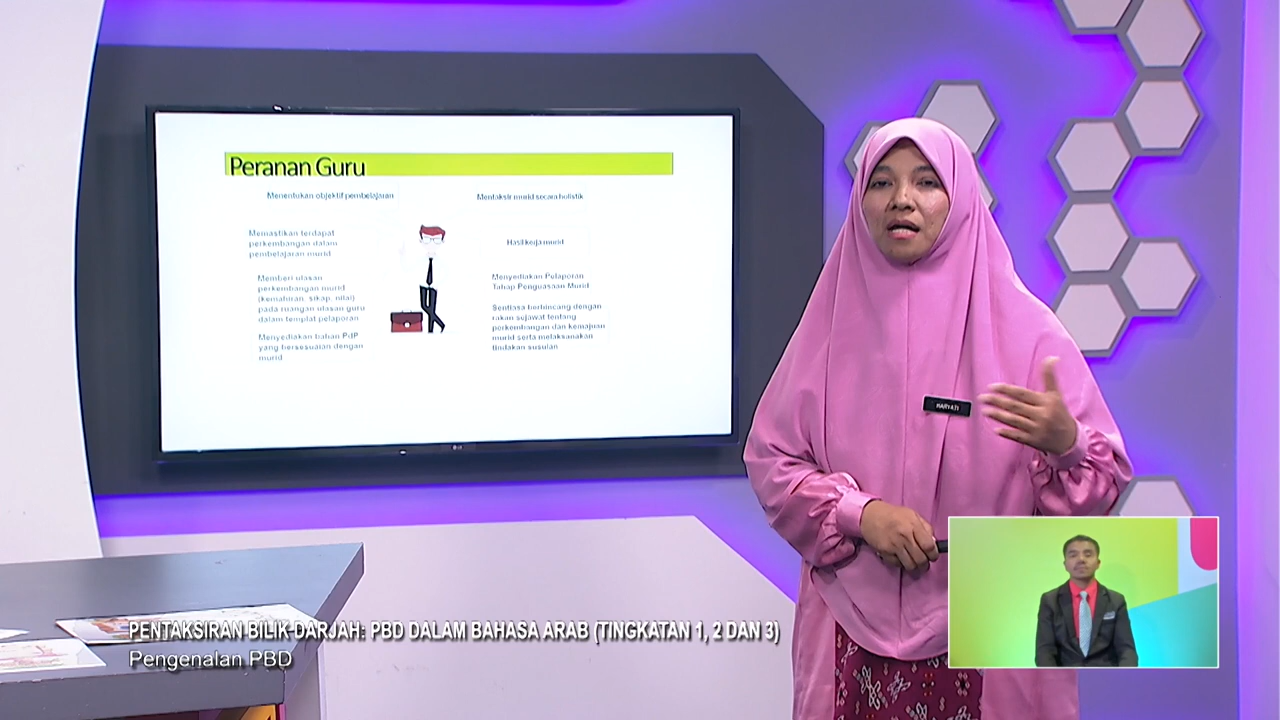 Peranan Guru
Menentukan objektif pembelajaran
Mentaksir murid secara holistik
Memastikan terdapat
perkembangan dalam
pembelajaran murid
Hasil kerja murid
Memberi ulasan
perkembangan murid
(kemahiran, sikap, nilai)
pada ruangan ulasan guru
dalam templat pelaporan
Menyediakan Pelaporan
Tahap Penguasaan Murid
Menyediakan bahan PdP
yang bersesuaian dengan
murid
Sentiasa berbincang dengan
rakan sejawat tentang
perkembangan dan kemajuan
murid serta melaksanakan
tindakan susulan
LG
HARYATI
PENTAKSIRAN BILIK DARJAH: PBD DALAM BAHASA ARAB (TINGKATAN 1, 2 DAN 3)
Pengenalan PBD